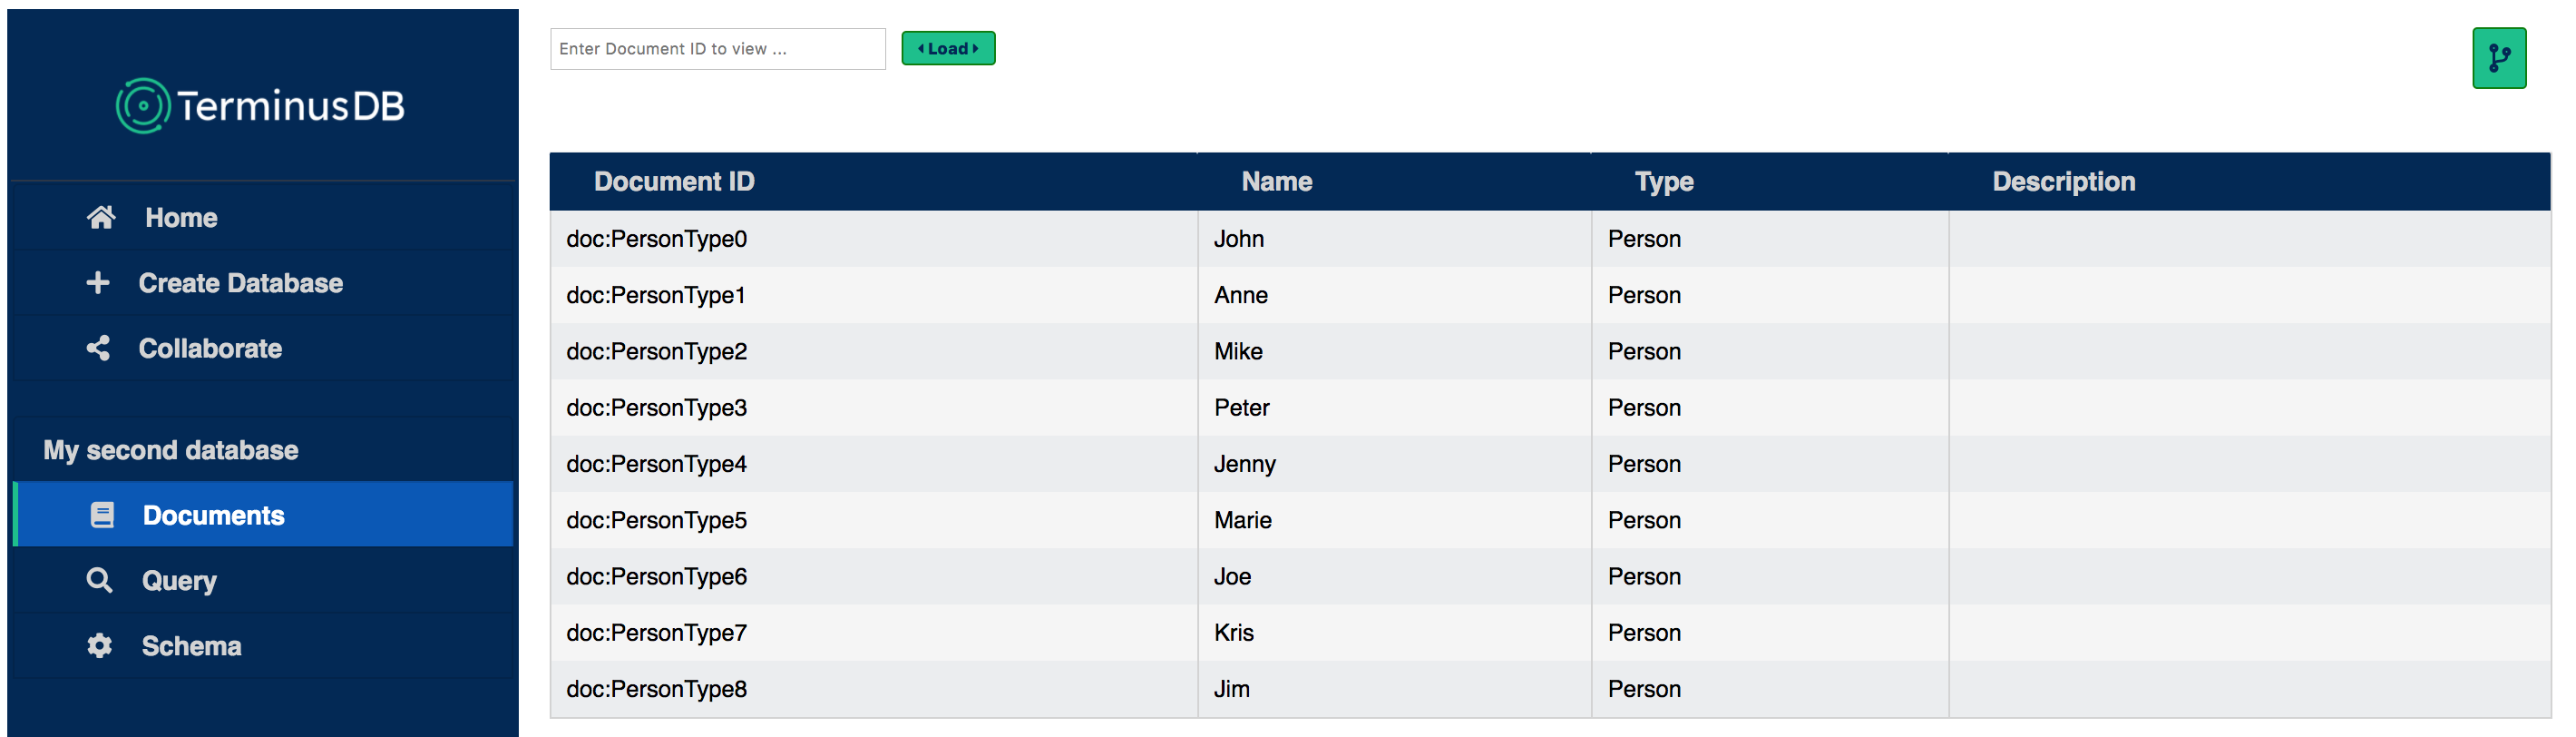 TerminusDB
Home
Create Database
Collaborate
My second database
Documents
Query
Schema
Enter Document ID to view ...
Load
Document ID Name Type Description
doc:PersonType0 John Person
doc:PersonType1 Anne Person
doc:PersonType2 Mike Person
doc:PersonType3 Peter Person
doc:PersonType4 Jenny Person
doc:PersonType5 Marie Person
doc:PersonType6 Joe Person
doc:PersonType7 Kris Person
doc:PersonType8 Jim Person